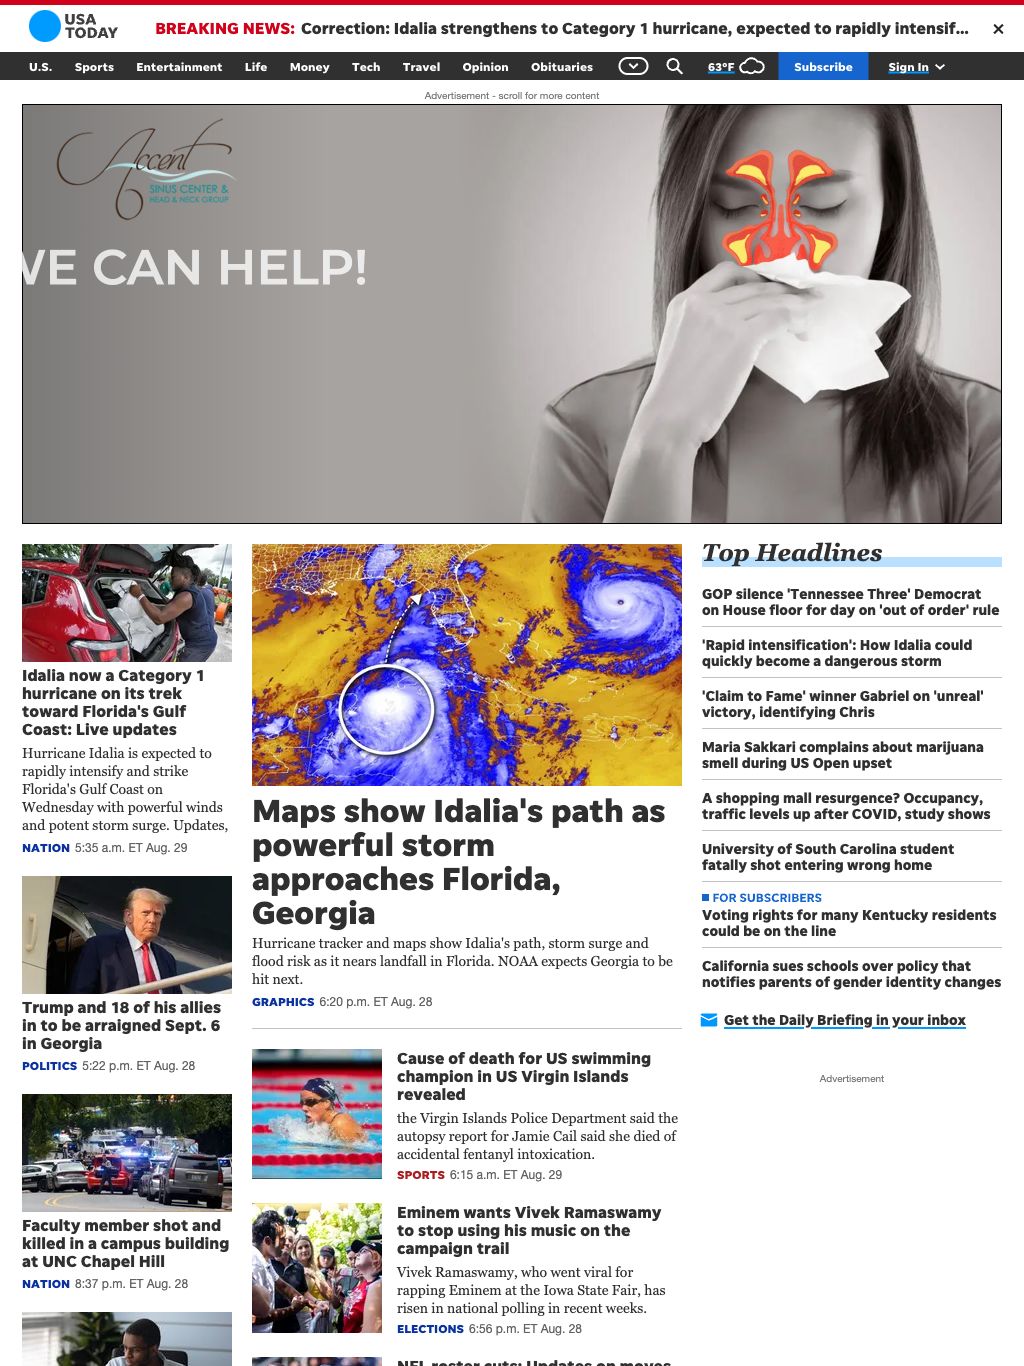 USA
TODAY
BREAKING NEWS: Correction: Idalia strengthens to Category 1 hurricane, expected to rapidly intensif...
U.S. Sports Entertainment Life Money Tech Travel Opinion Obituaries 63°F Subscribe Sign In
Advertisement - scroll for more content
Accent
SINUS CENTER &
HEAD & NECK GROUP
WE CAN HELP!
Idalia now a Category 1
hurricane on its trek
toward Florida's Gulf
Coast: Live updates
Hurricane Idalia is expected to
rapidly intensify and strike
Florida's Gulf Coast on
Wednesday with powerful winds
and potent storm surge. Updates,
NATION 5:35 a.m. ET Aug. 29
Trump and 18 of his allies
in to be arraigned Sept. 6
in Georgia
POLITICS 5:22 p.m. ET Aug. 28
Faculty member shot and
killed in a campus building
at UNC Chapel Hill
NATION 8:37 p.m. ET Aug. 28
Maps show Idalia's path as
powerful storm
approaches Florida,
Georgia
Hurricane tracker and maps show Idalia's path, storm surge and
flood risk as it nears landfall in Florida. NOAA expects Georgia to be
hit next.
GRAPHICS 6:20 p.m. ET Aug. 28
Cause of death for US swimming
champion in US Virgin Islands
revealed
the Virgin Islands Police Department said the
autopsy report for Jamie Cail said she died of
accidental fentanyl intoxication.
SPORTS 6:15 a.m. ET Aug. 29
Eminem wants Vivek Ramaswamy
to stop using his music on the
campaign trail
Vivek Ramaswamy, who went viral for
rapping Eminem at the Iowa State Fair, has
risen in national polling in recent weeks.
ELECTIONS 6:56 p.m. ET Aug. 28
NFL roster cuts: Updates on moves
Top Headlines
GOP silence 'Tennessee Three' Democrat
on House floor for day on 'out of order' rule
'Rapid intensification': How Idalia could
quickly become a dangerous storm
'Claim to Fame' winner Gabriel on 'unreal'
victory, identifying Chris
Maria Sakkari complains about marijuana
smell during US Open upset
A shopping mall resurgence? Occupancy,
traffic levels up after COVID, study shows
University of South Carolina student
fatally shot entering wrong home
FOR SUBSCRIBERS
Voting rights for many Kentucky residents
could be on the line
California sues schools over policy that
notifies parents of gender identity changes
Get the Daily Briefing in your inbox
Advertisement